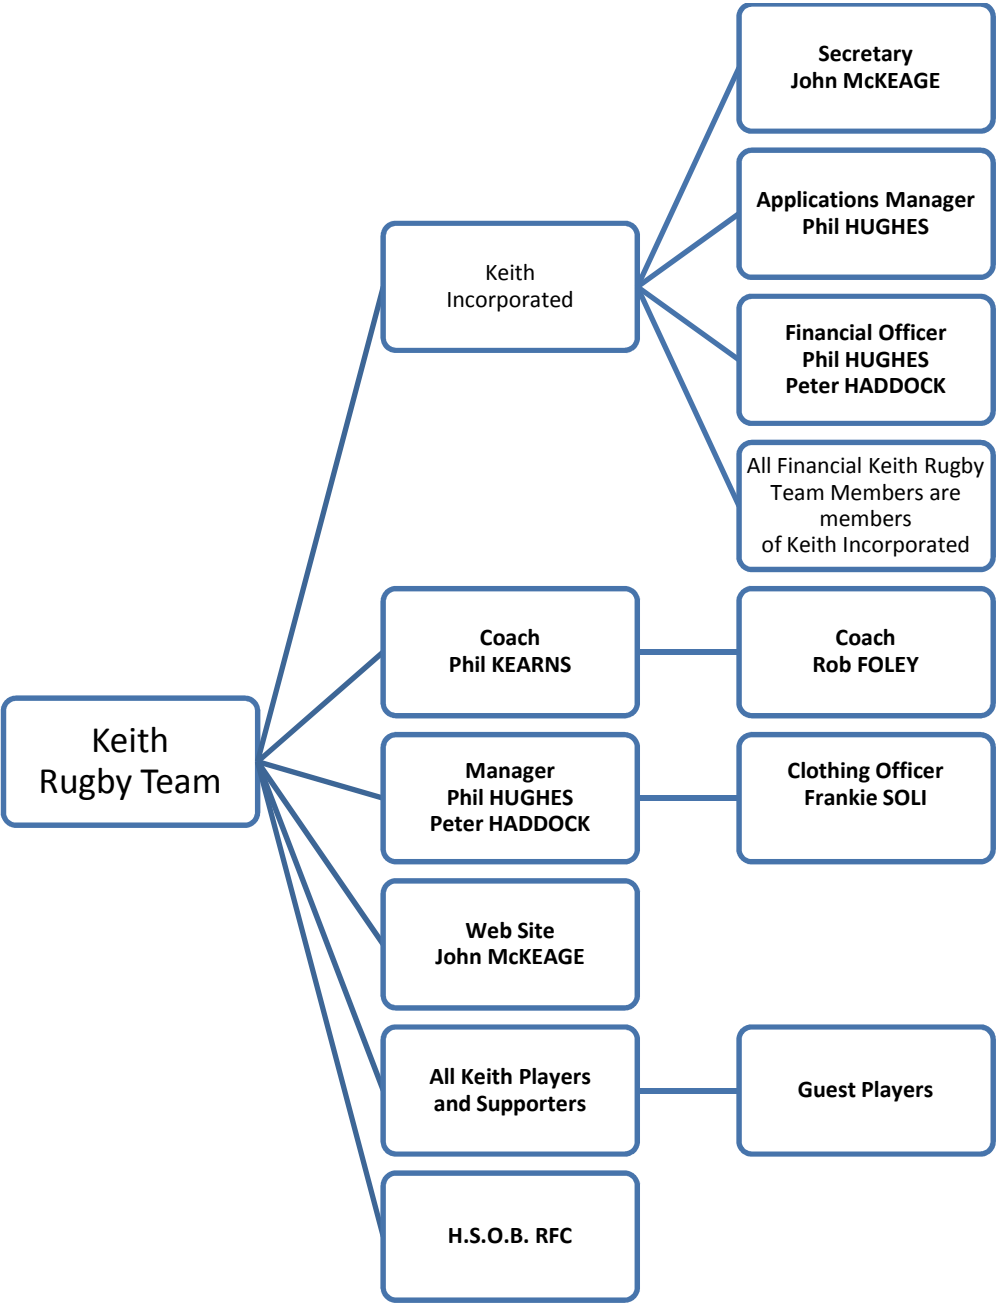 Secretary
John McKEAGE
Applications Manager
Phil HUGHES
Keith
Incorporated
Financial Officer
Phil HUGHES
Peter HADDOCK
All Financial Keith Rugby
Team Members are
members
of Keith Incorporated
Coach
Phil KEARNS
Coach
Rob FOLEY
Keith
Rugby Team
Manager
Phil HUGHES
Peter HADDOCK
Clothing Officer
Frankie SOLI
Web Site
John McKEAGE
All Keith Players
and Supporters
Guest Players
H.S.O.B. RFC